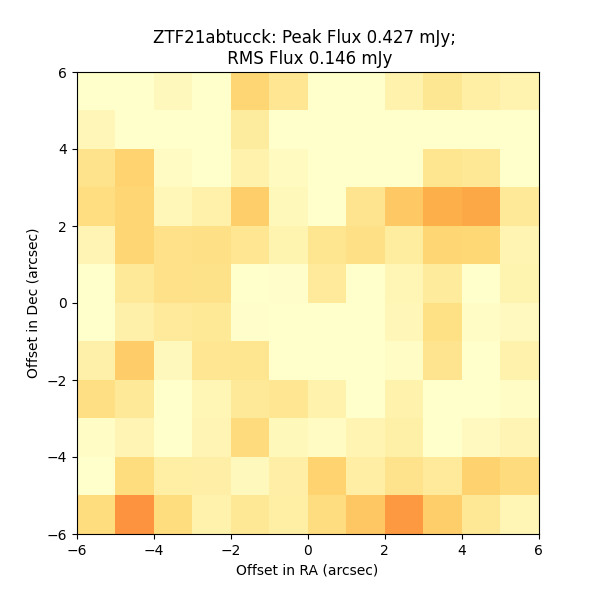 ZTF21abtucck: Peak Flux 0.427 mJy;
RMS Flux 0.146 mJy
6
4
2
0
−2
−4
−6
Offset in Dec (arcsec)
−6 −4 −2 0 2 4 6
Offset in RA (arcsec)